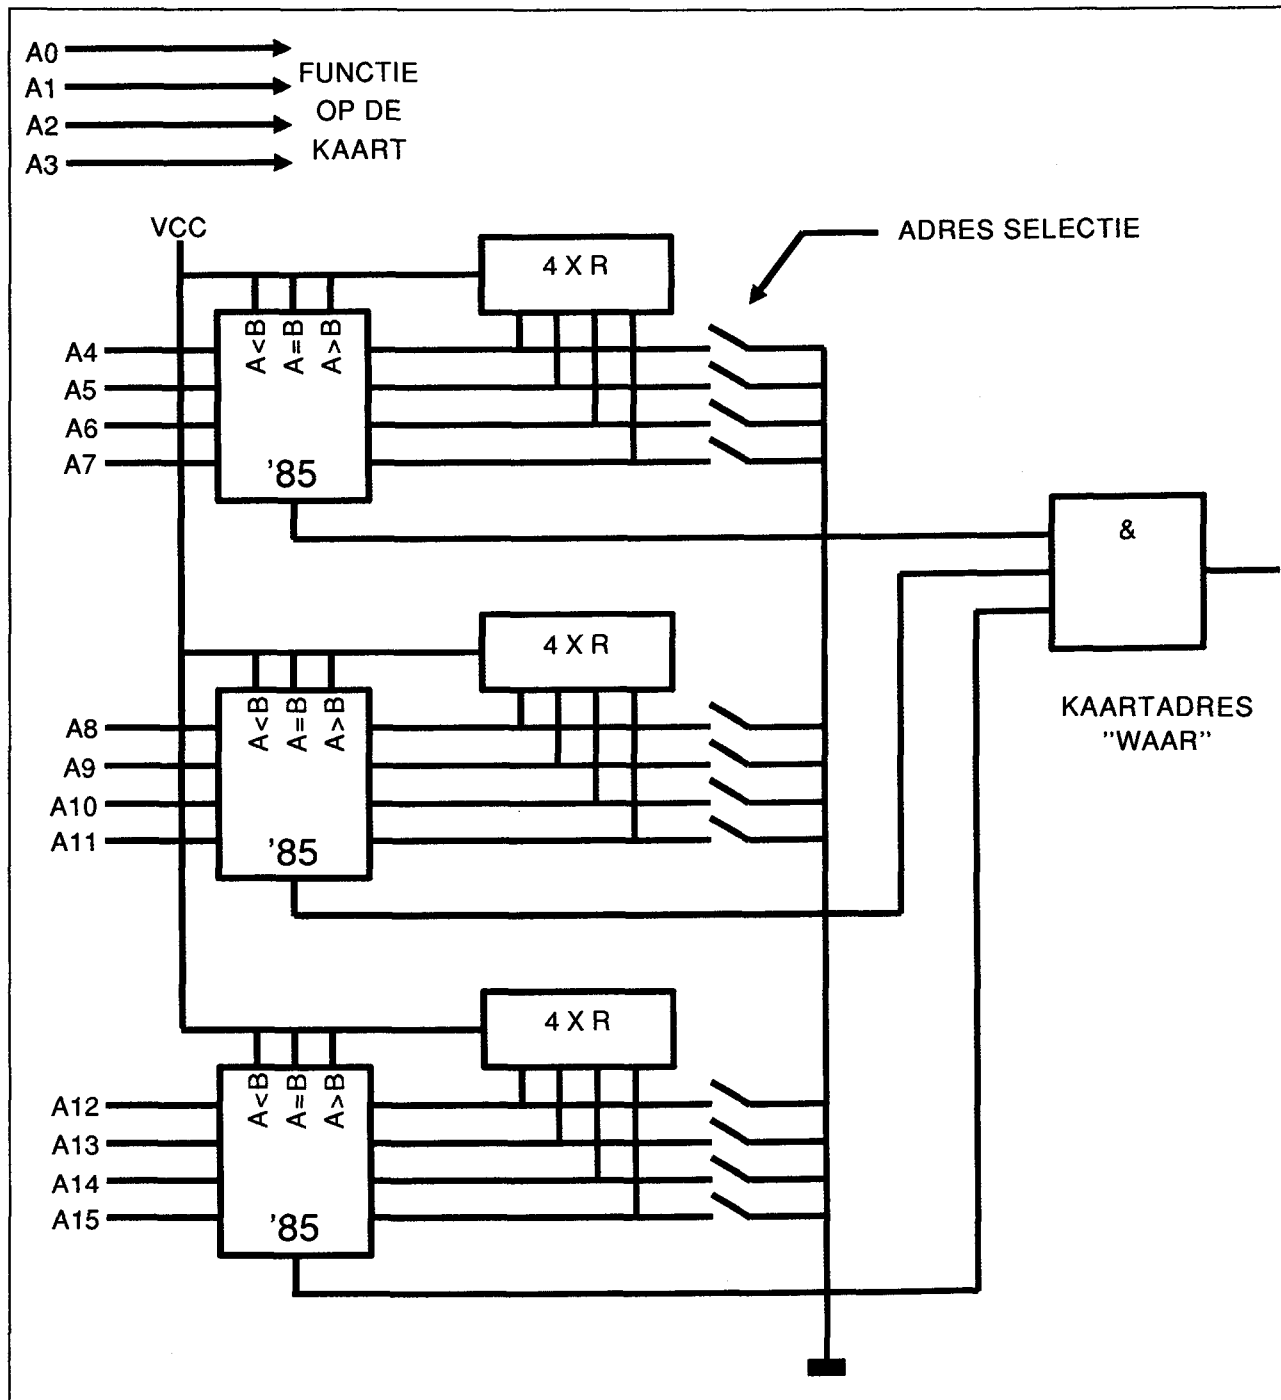 A0
A1
A2
A3
FUNCTIE
OP DE
KAART
VCC
4 X R
ADRES SELECTIE
A<B
A=B
A>B
A4
A5
A6
A7
'85
&
4 X R
A<B
A=B
A>B
A8
A9
A10
A11
'85
KAARTADRES
"WAAR"
4 X R
A<B
A=B
A>B
A12
A13
A14
A15
'85